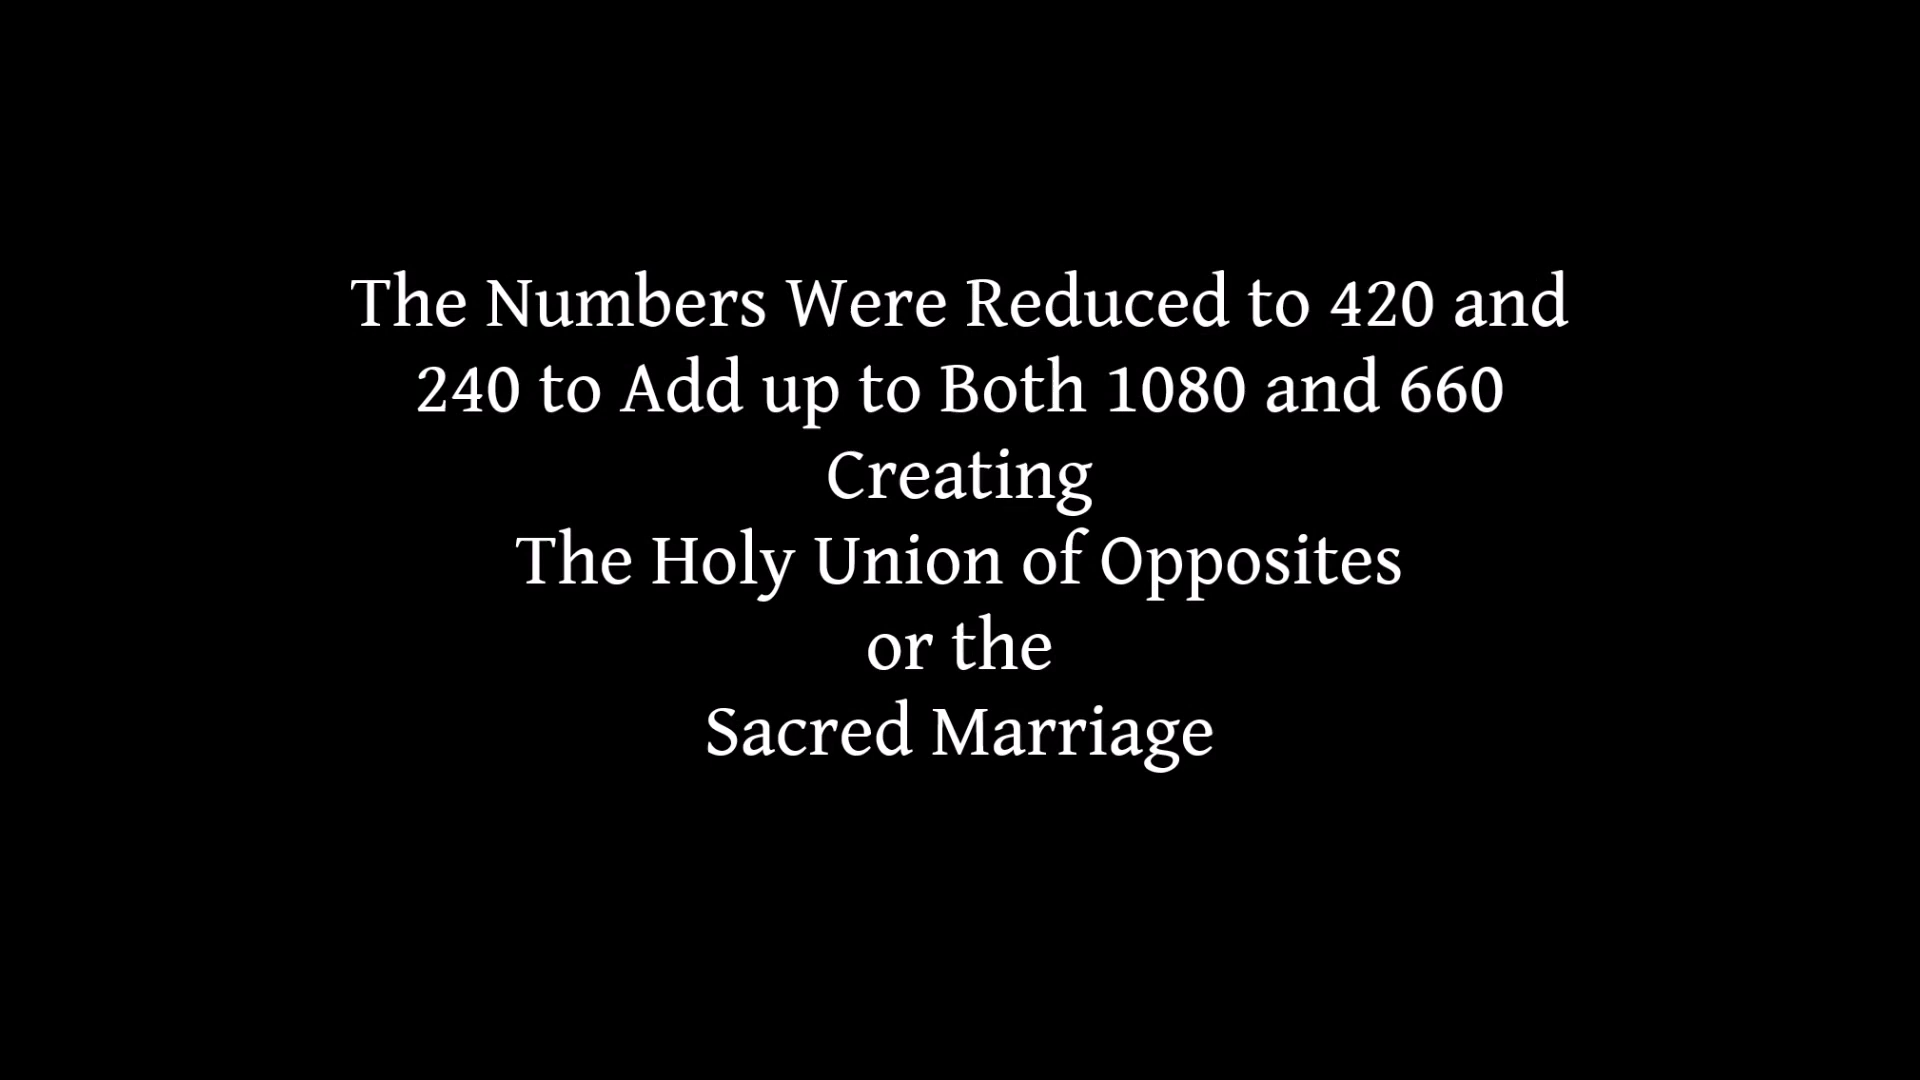 The Numbers Were Reduced to 420 and
240 to Add up to Both 1080 and 660
Creating
The Holy Union of Opposites
or the
Sacred Marriage